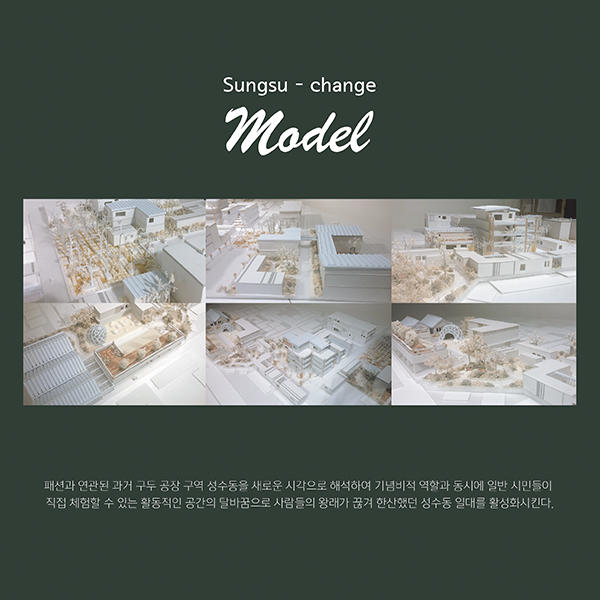 Sungsu - change
Model
패션과 연관된 과거 구두 공장 구역 성수동을 새로운 시각으로 해석하여 기념비적 역할과 동시에 일반 시민들이
직집 체험할 수 있는 활동적인 공간의 달바꿈으로 사람들의 왕래가 끊겨 한산했던 성수동 일대를 활성화시킨다.